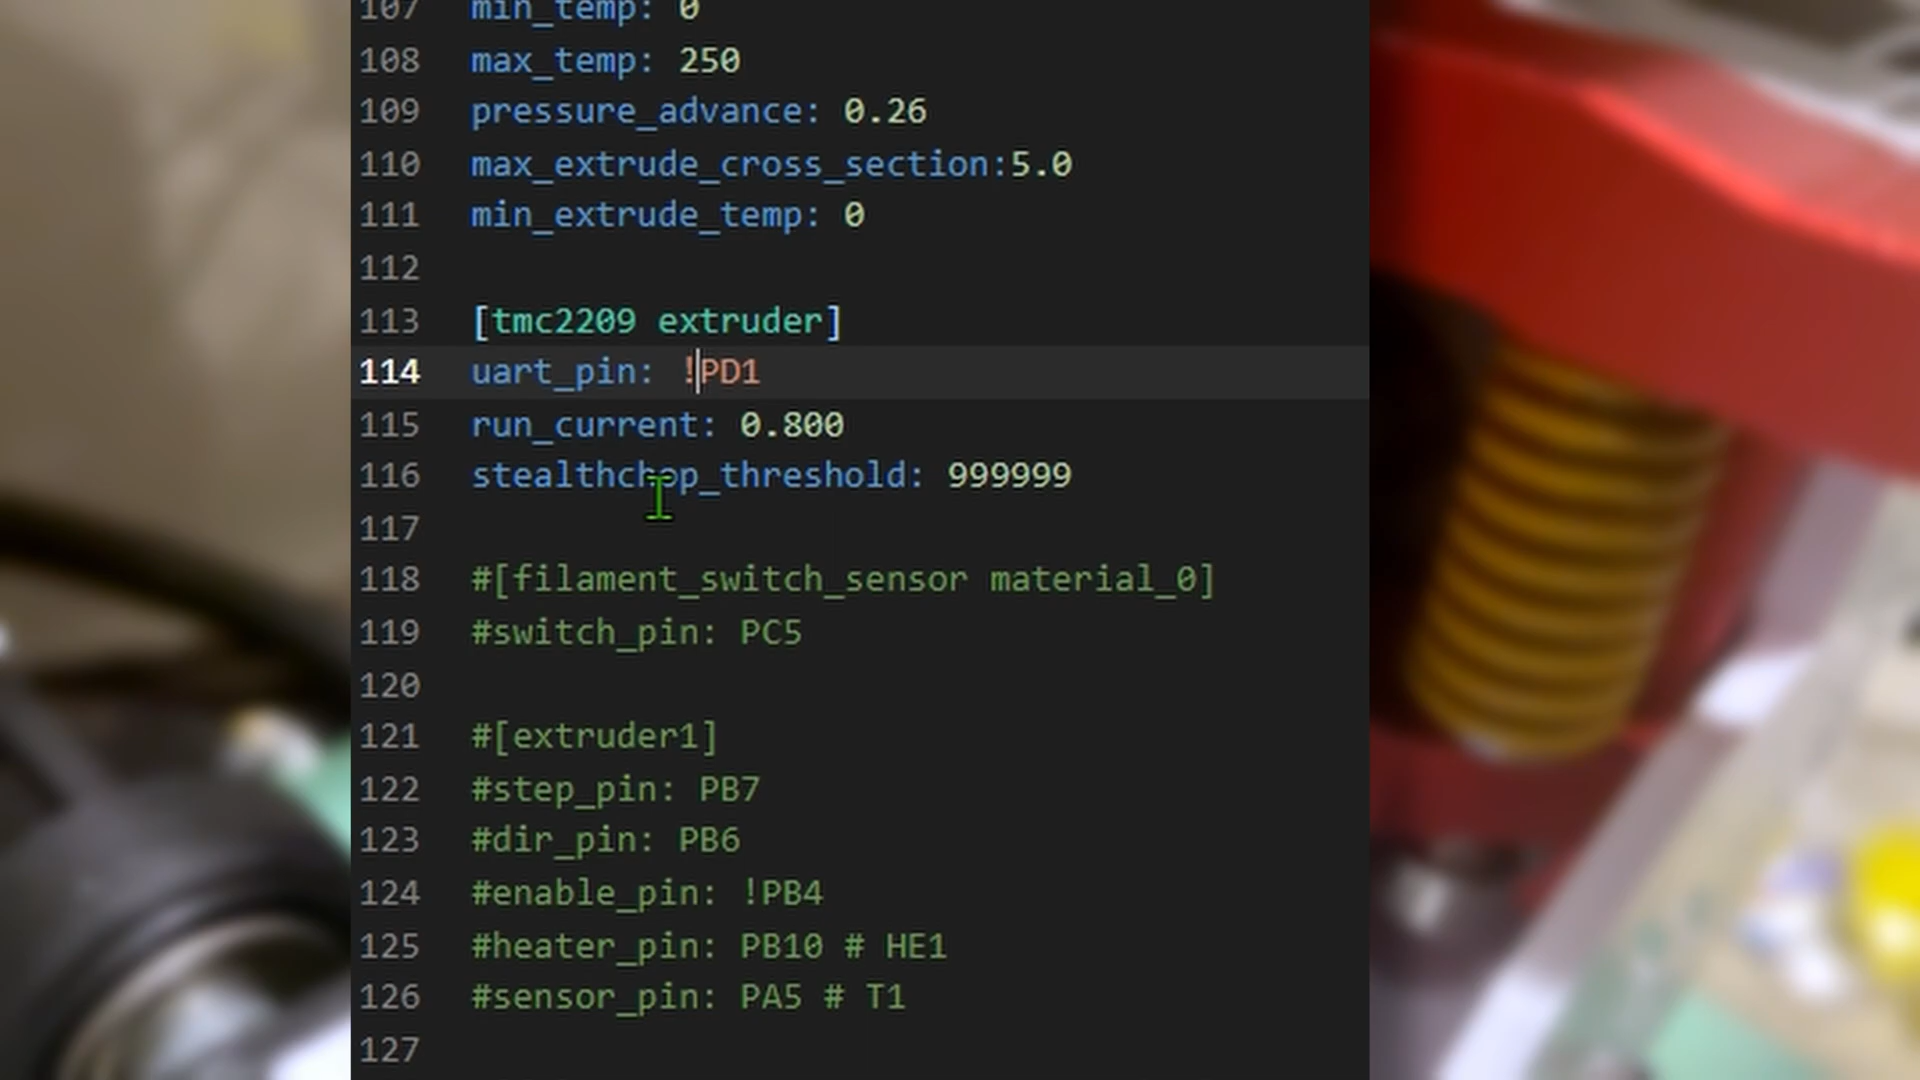 107 min_temp: 0
108 max_temp: 250
109 pressure_advance: 0.26
110 max_extrude_cross_section:5.0
111 min_extrude_temp: 0
112
113 [tmc2209 extruder]
114 uart_pin: !PD1
115 run_current: 0.800
116 stealthchop_threshold: 999999
117
118 #[filament_switch_sensor material_0]
119 #switch_pin: PC5
120
121 #[extruder1]
122 #step_pin: PB7
123 #dir_pin: PB6
124 #enable_pin: !PB4
125 #heater_pin: PB10 # HE1
126 #sensor_pin: PA5 # T1
127